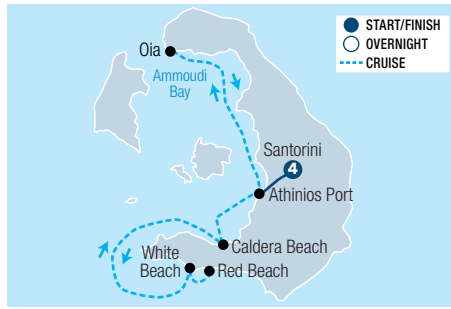 START/FINISH
OVERNIGHT
CRUISE
Oia
Ammoudi
Bay
Santorini
4
Athinios Port
Caldera Beach
White
Beach
Red Beach